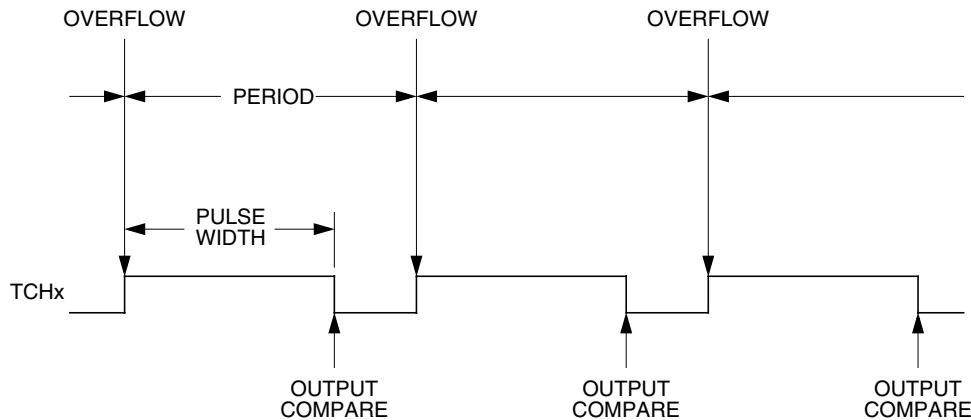 OVERFLOW OVERFLOW OVERFLOW
PERIOD
PULSE
WIDTH
TCHx
OUTPUT
COMPARE
OUTPUT
COMPARE
OUTPUT
COMPARE